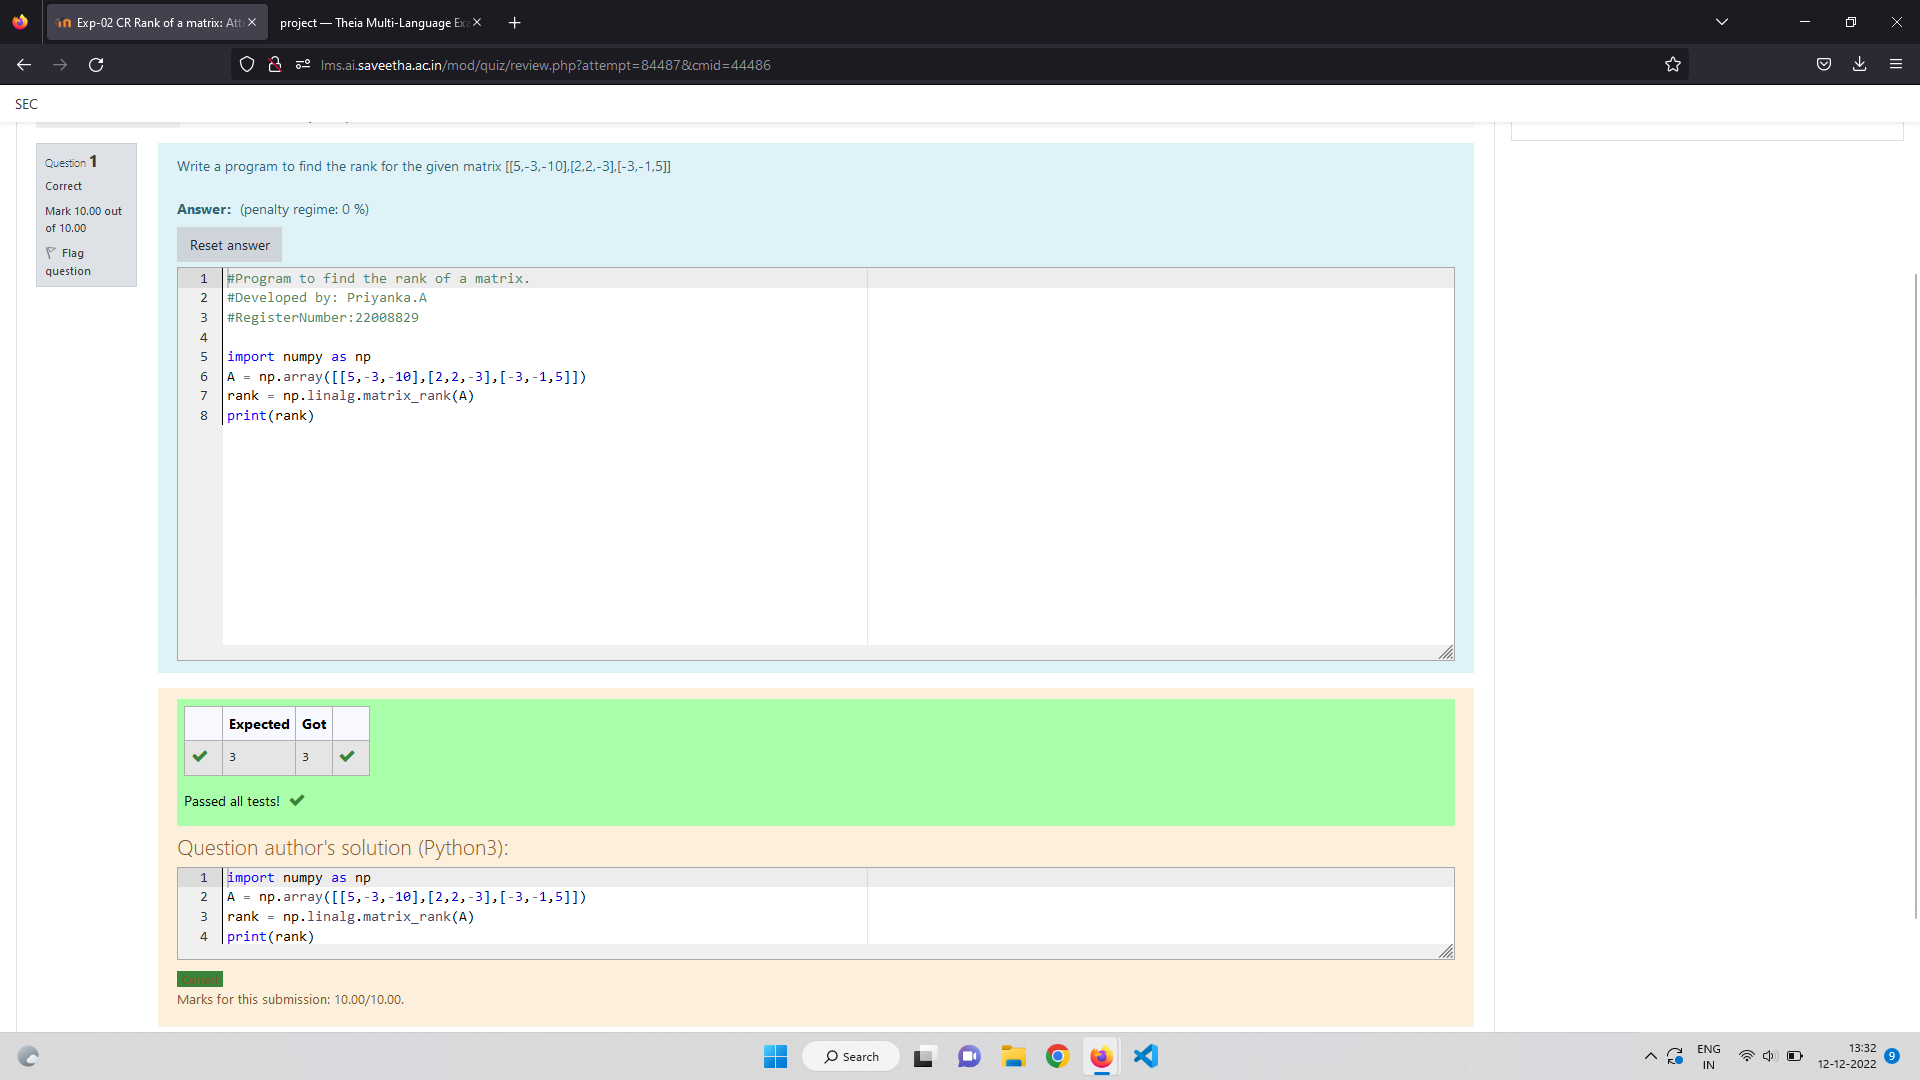 Exp-02 CR Rank of a matrix: Att
project — Theia Multi-Language Exa
lms.ai.saveetha.ac.in/mod/quiz/review.php?attempt=84487&cmid=44486
SEC
Question 1
Correct
Mark 10.00 out
of 10.00
Flag
question
Write a program to find the rank for the given matrix [[5,-3,-10],[2,2,-3],[-3,-1,5]]
Answer: (penalty regime: 0 %)
Reset answer
1 #Program to find the rank of a matrix.
2 #Developed by: Priyanka.A
3 #RegisterNumber:22008829
4
5 import numpy as np
6 A = np.array([[5,-3,-10],[2,2,-3],[-3,-1,5]])
7 rank = np.linalg.matrix_rank(A)
8 print(rank)
Expected Got
3 3
Passed all tests!
Question author's solution (Python3):
1 import numpy as np
2 A = np.array([[5,-3,-10],[2,2,-3],[-3,-1,5]])
3 rank = np.linalg.matrix_rank(A)
4 print(rank)
Correct
Marks for this submission: 10.00/10.00.
Search
ENG
IN
13:32
12-12-2022
9